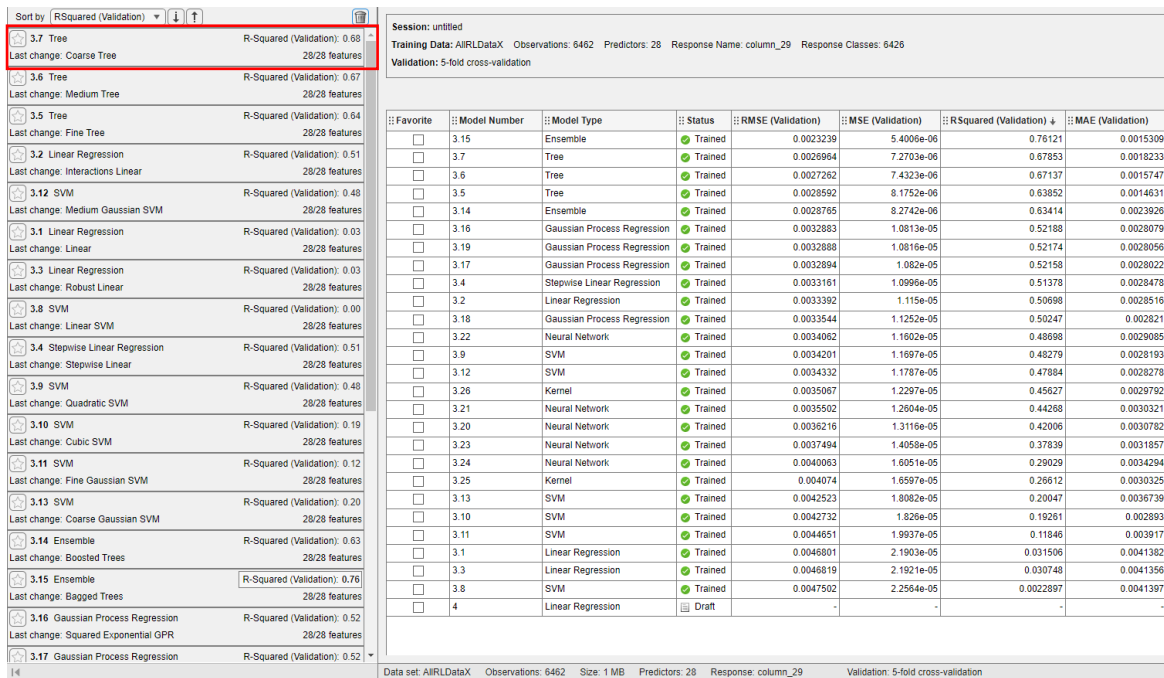 Sort by RSquared (Validation)
3.7 Tree R-Squared (Validation): 0.68
Last change: Coarse Tree 28/28 features
3.6 Tree R-Squared (Validation): 0.67
Last change: Medium Tree 28/28 features
3.5 Tree R-Squared (Validation): 0.64
Last change: Fine Tree 28/28 features
3.2 Linear Regression R-Squared (Validation): 0.51
Last change: Interactions Linear 28/28 features
3.12 SVM R-Squared (Validation): 0.48
Last change: Medium Gaussian SVM 28/28 features
3.1 Linear Regression R-Squared (Validation): 0.03
Last change: Linear 28/28 features
3.3 Linear Regression R-Squared (Validation): 0.03
Last change: Robust Linear 28/28 features
3.8 SVM R-Squared (Validation): 0.00
Last change: Linear SVM 28/28 features
3.4 Stepwise Linear Regression R-Squared (Validation): 0.51
Last change: Stepwise Linear 28/28 features
3.9 SVM R-Squared (Validation): 0.48
Last change: Quadratic SVM 28/28 features
3.10 SVM R-Squared (Validation): 0.19
Last change: Cubic SVM 28/28 features
3.11 SVM R-Squared (Validation): 0.12
Last change: Fine Gaussian SVM 28/28 features
3.13 SVM R-Squared (Validation): 0.20
Last change: Coarse Gaussian SVM 28/28 features
3.14 Ensemble R-Squared (Validation): 0.63
Last change: Boosted Trees 28/28 features
3.15 Ensemble R-Squared (Validation): 0.76
Last change: Bagged Trees 28/28 features
3.16 Gaussian Process Regression R-Squared (Validation): 0.52
Last change: Squared Exponential GPR 28/28 features
3.17 Gaussian Process Regression R-Squared (Validation): 0.52
Session: untitled
Training Data: AllRLDataX Observations: 6462 Predictors: 28 Response Name: column_29 Response Classes: 6426
Validation: 5-fold cross-validation
Favorite Model Number Model Type Status RMSE (Validation) MSE (Validation) RSquared (Validation) MAE (Validation)
3.15 Ensemble Trained 0.0023239 5.4006e-06 0.76121 0.0015309
3.7 Tree Trained 0.0026964 7.2703e-06 0.67853 0.0018233
3.6 Tree Trained 0.0027262 7.4323e-06 0.67137 0.0015747
3.5 Tree Trained 0.0028592 8.1752e-06 0.63852 0.0014631
3.14 Ensemble Trained 0.0028765 8.2742e-06 0.63414 0.0023926
3.16 Gaussian Process Regression Trained 0.0032883 1.0813e-05 0.52188 0.0028079
3.19 Gaussian Process Regression Trained 0.0032888 1.0816e-05 0.52174 0.0028056
3.17 Gaussian Process Regression Trained 0.0032894 1.082e-05 0.52158 0.0028022
3.4 Stepwise Linear Regression Trained 0.0033161 1.0996e-05 0.51378 0.0028478
3.2 Linear Regression Trained 0.0033392 1.115e-05 0.50698 0.0028516
3.18 Gaussian Process Regression Trained 0.0033544 1.1252e-05 0.50247 0.002821
3.22 Neural Network Trained 0.0034062 1.1602e-05 0.48698 0.0029085
3.9 SVM Trained 0.0034201 1.1697e-05 0.48279 0.0028193
3.12 SVM Trained 0.0034332 1.1787e-05 0.47884 0.0028278
3.26 Kernel Trained 0.0035067 1.2297e-05 0.45627 0.0029792
3.21 Neural Network Trained 0.0035502 1.2604e-05 0.44268 0.0030321
3.20 Neural Network Trained 0.0036216 1.3116e-05 0.42006 0.0030782
3.23 Neural Network Trained 0.0037494 1.4058e-05 0.37839 0.0031857
3.24 Neural Network Trained 0.0040063 1.6051e-05 0.29029 0.0034294
3.25 Kernel Trained 0.004074 1.6597e-05 0.26612 0.0030325
3.13 SVM Trained 0.0042523 1.8082e-05 0.20047 0.0036739
3.10 SVM Trained 0.0042732 1.826e-05 0.19261 0.002893
3.11 SVM Trained 0.0044651 1.9937e-05 0.11846 0.003917
3.1 Linear Regression Trained 0.0046801 2.1903e-05 0.031506 0.0041382
3.3 Linear Regression Trained 0.0046819 2.1921e-05 0.030748 0.0041356
3.8 SVM Trained 0.0047502 2.2564e-05 0.0022897 0.0041397
4 Linear Regression Draft - - - -
Data set: AllRLDataX Observations: 6462 Size: 1 MB Predictors: 28 Response: column_29 Validation: 5-fold cross-validation